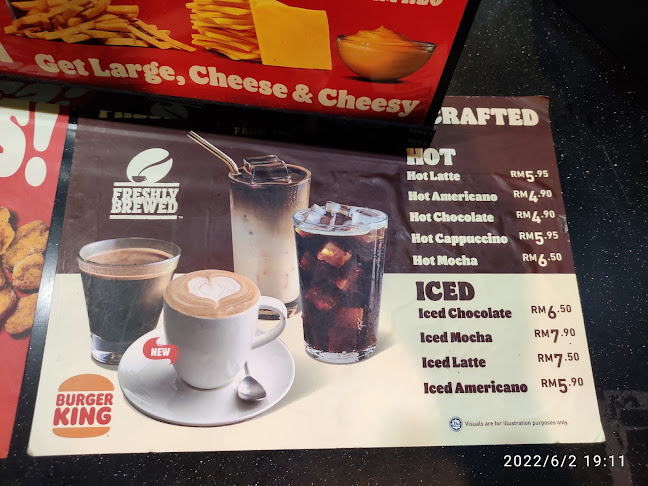 Get Large, Cheese & Cheesy
S!
FRESHLY
BREWED
CRAFTED
HOT
Hot Latte RM5.95
Hot Americano RM4.90
Hot Chocolate RM4.90
Hot Cappuccino RM5.95
Hot Mocha RM6.50
ICED
Iced Chocolate RM6.50
Iced Mocha RM7.90
Iced Latte RM7.50
Iced Americano RM5.90
NEW
BURGER
KING
Visuals are for illustration purposes only.
2022/6/2 19:11